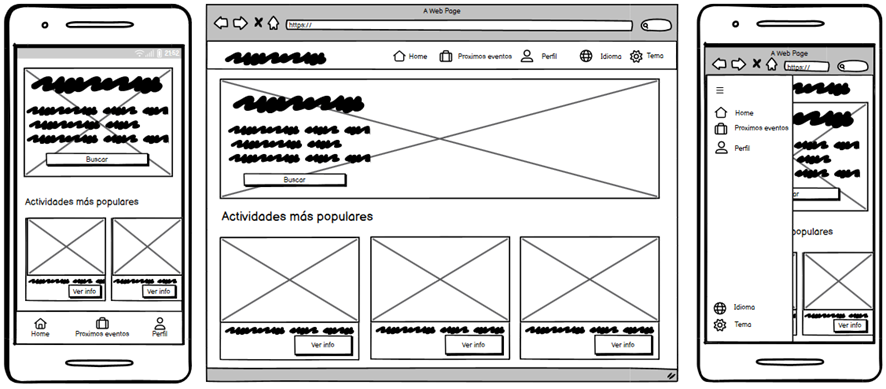 21:42
Buscar
Actividades más populares
Ver info
Ver info
Home
Proximos eventos
Perfil
A Web Page
https://
Home
Proximos eventos
Perfil
Idioma
Tema
Buscar
Actividades más populares
Ver info
Ver info
Ver info
A Web Page
https://
Home
Proximos eventos
Perfil
populares
Ver info
Idioma
Tema